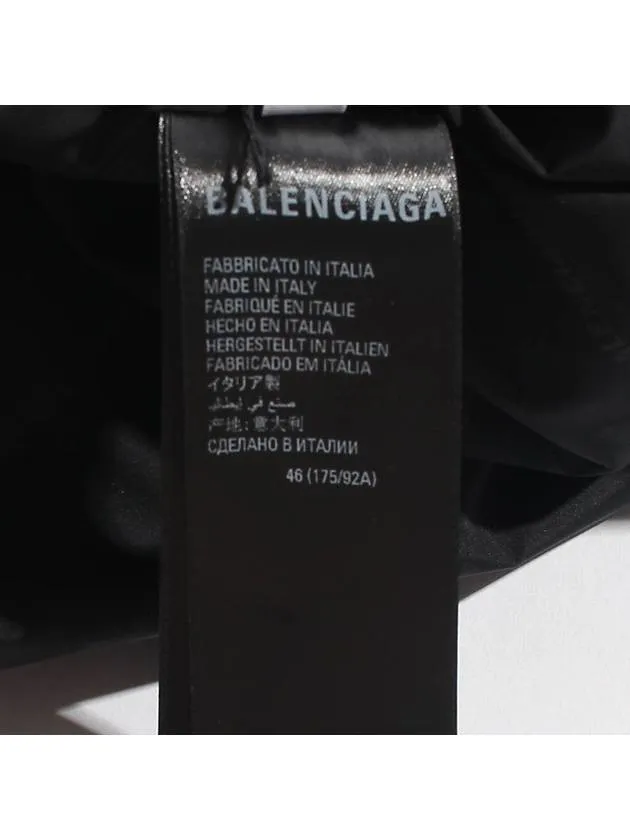 BALENCIAGA
FABBRICATO IN ITALIA
MADE IN ITALY
FABRIQUÉ EN ITALIE
HECHO EN ITALIA
HERGESTELLT IN ITALIEN
FABRICADO EM ITÁLIA
イタリア製
صنع في إيطاليا
产地：意大利
СДЕЛАНО В ИТАЛИИ
46 (175/92A)